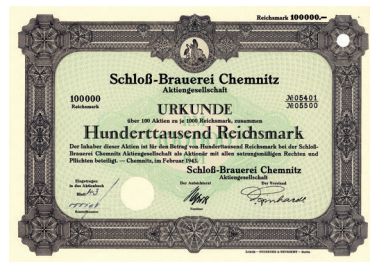 Reichsmark 100000.—
Schloß-Brauerei Chemnitz
Aktiengesellschaft
100000
Reichsmark
№ 05401
№ 05500
URKUNDE
über 100 Aktien zu je 1000 Reichsmark, zusammen
Hunderttausend Reichsmark
Der Inhaber dieser Aktien ist für den Betrag von Hunderttausend Reichsmark bei der Schloß-
Brauerei Chemnitz Aktiengesellschaft als Aktionär mit allen satzungsmäßigen Rechten und
Pflichten beteiligt. — Chemnitz, im Februar 1943.
Schloß-Brauerei Chemnitz
Aktiengesellschaft
Eingetragen
in das Aktienbuch
Blatt
Der Aufsichtsrat
Der Vorstand